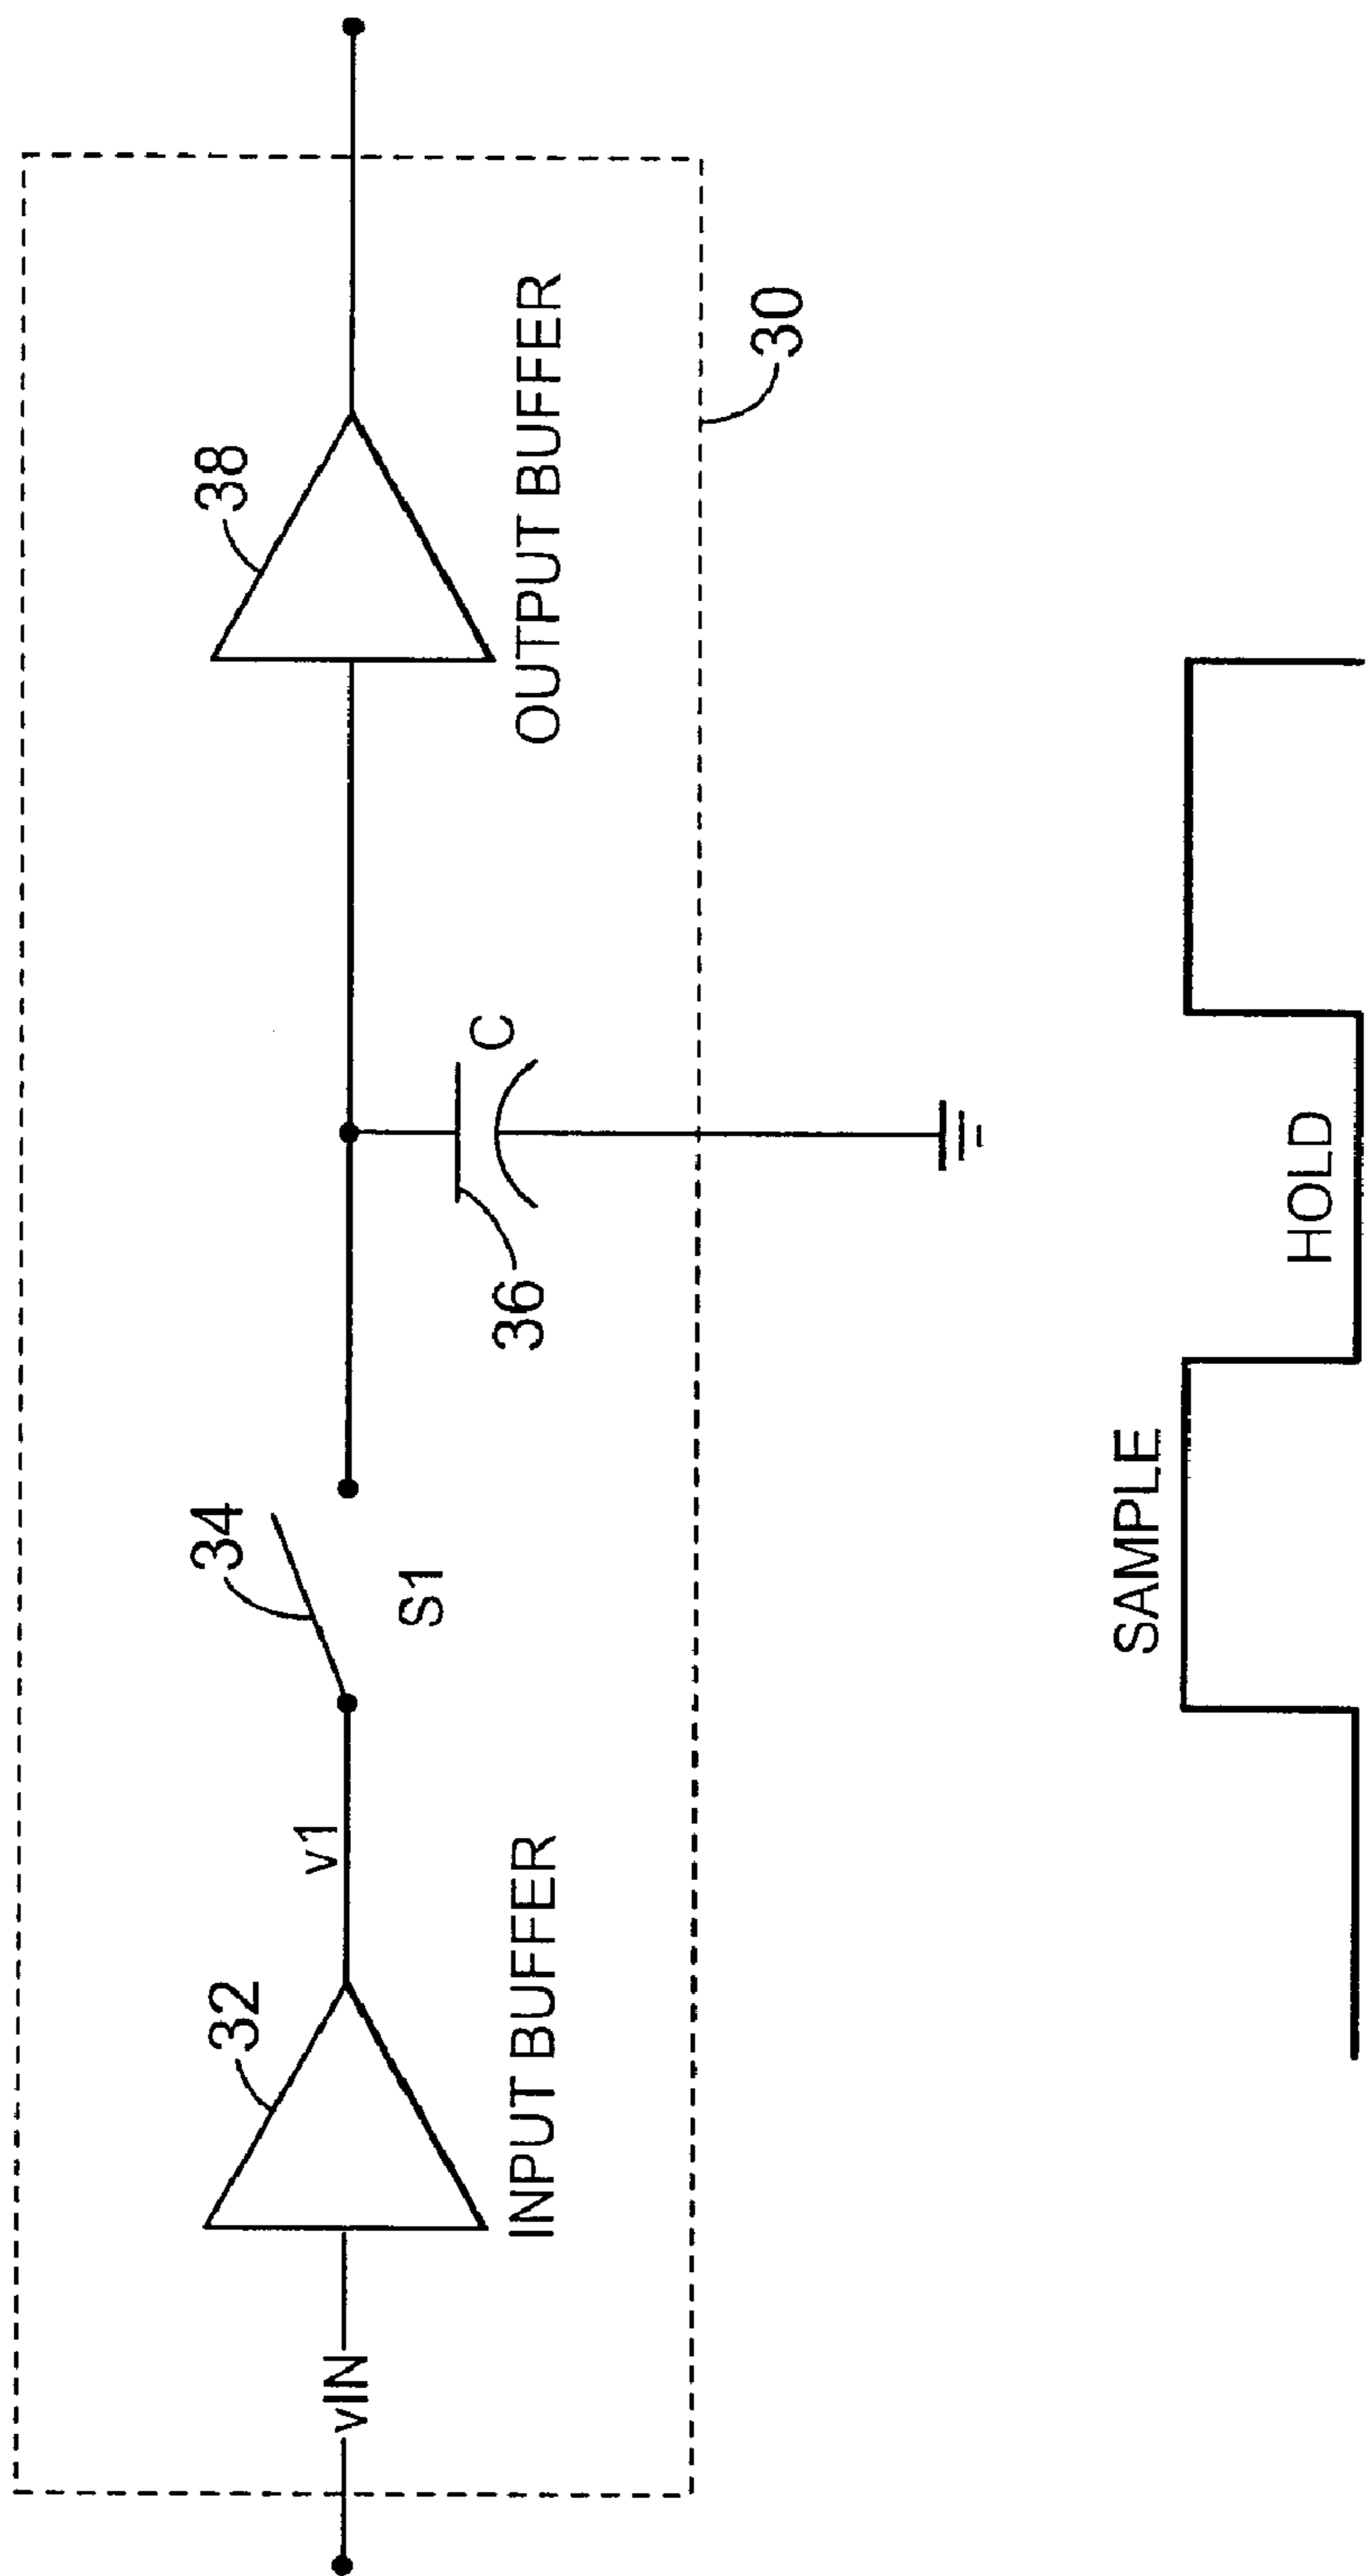 32
34
38
vIN
v1
S1
36
C
INPUT BUFFER
OUTPUT BUFFER
30
SAMPLE
HOLD